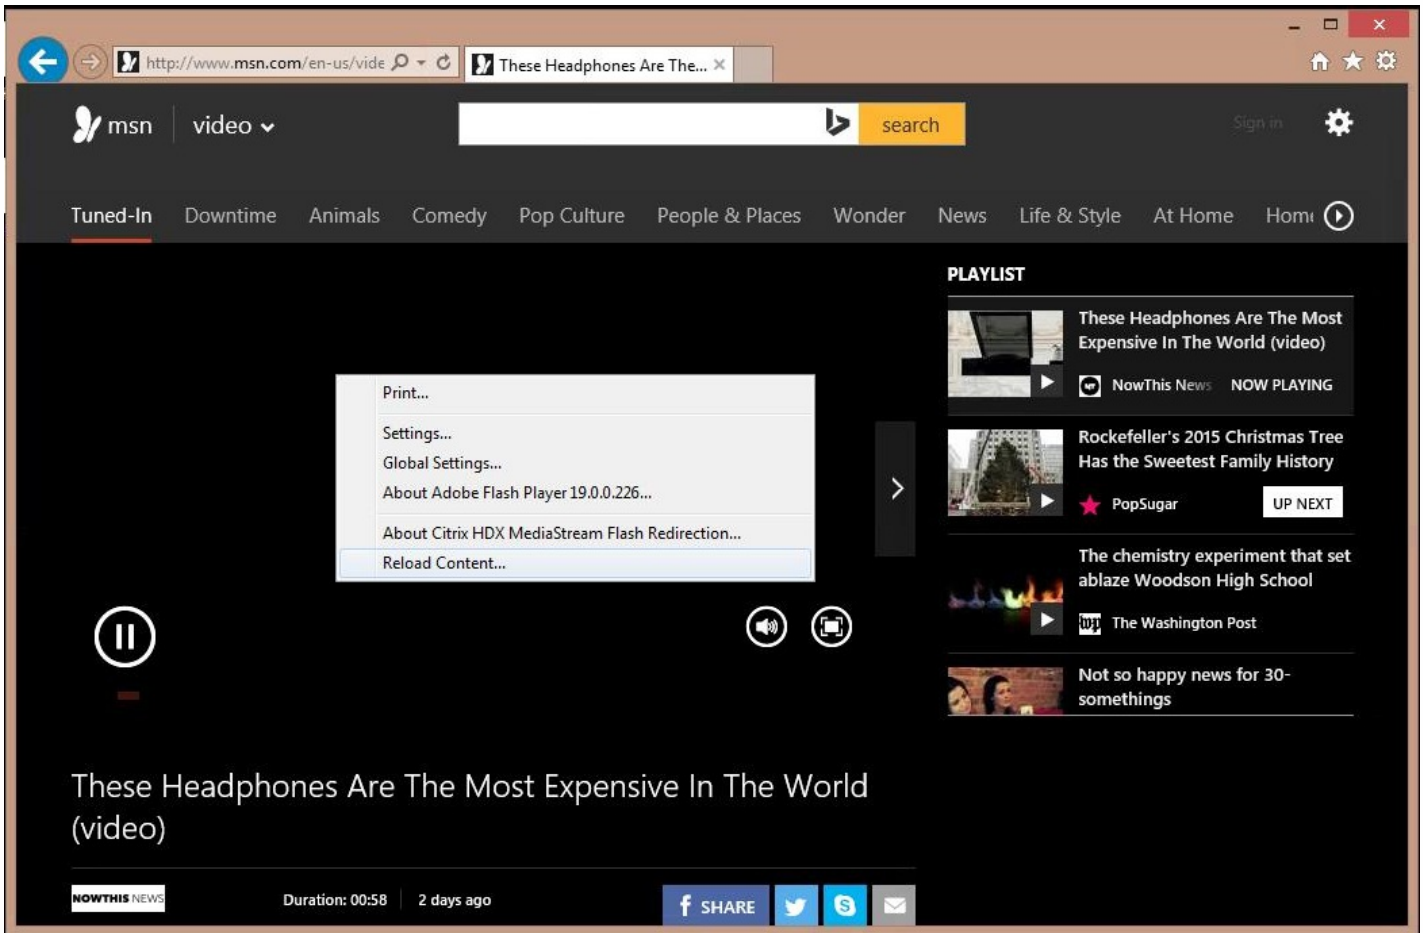 http://www.msn.com/en-us/vide
These Headphones Are The...
msn
video
search
Sign in
Tuned-In
Downtime
Animals
Comedy
Pop Culture
People & Places
Wonder
News
Life & Style
At Home
Home
PLAYLIST
These Headphones Are The Most
Expensive In The World (video)
NowThis News
NOW PLAYING
Rockefeller's 2015 Christmas Tree
Has the Sweetest Family History
PopSugar
UP NEXT
The chemistry experiment that set
ablaze Woodson High School
wp
The Washington Post
Not so happy news for 30-
somethings
Print...
Settings...
Global Settings...
About Adobe Flash Player 19.0.0.226...
About Citrix HDX MediaStream Flash Redirection...
Reload Content...
These Headphones Are The Most Expensive In The World
(video)
NOWTHIS NEWS
Duration: 00:58
2 days ago
f SHARE